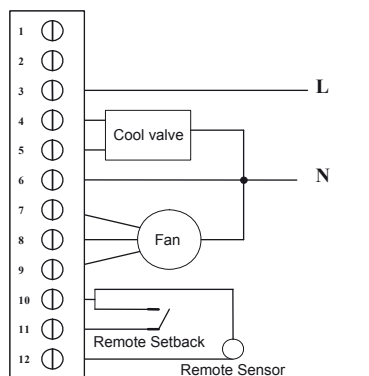 1
2
3 L
4
Cool valve
5
6 N
7
8 Fan
9
10
11
Remote Setback
12
Remote Sensor